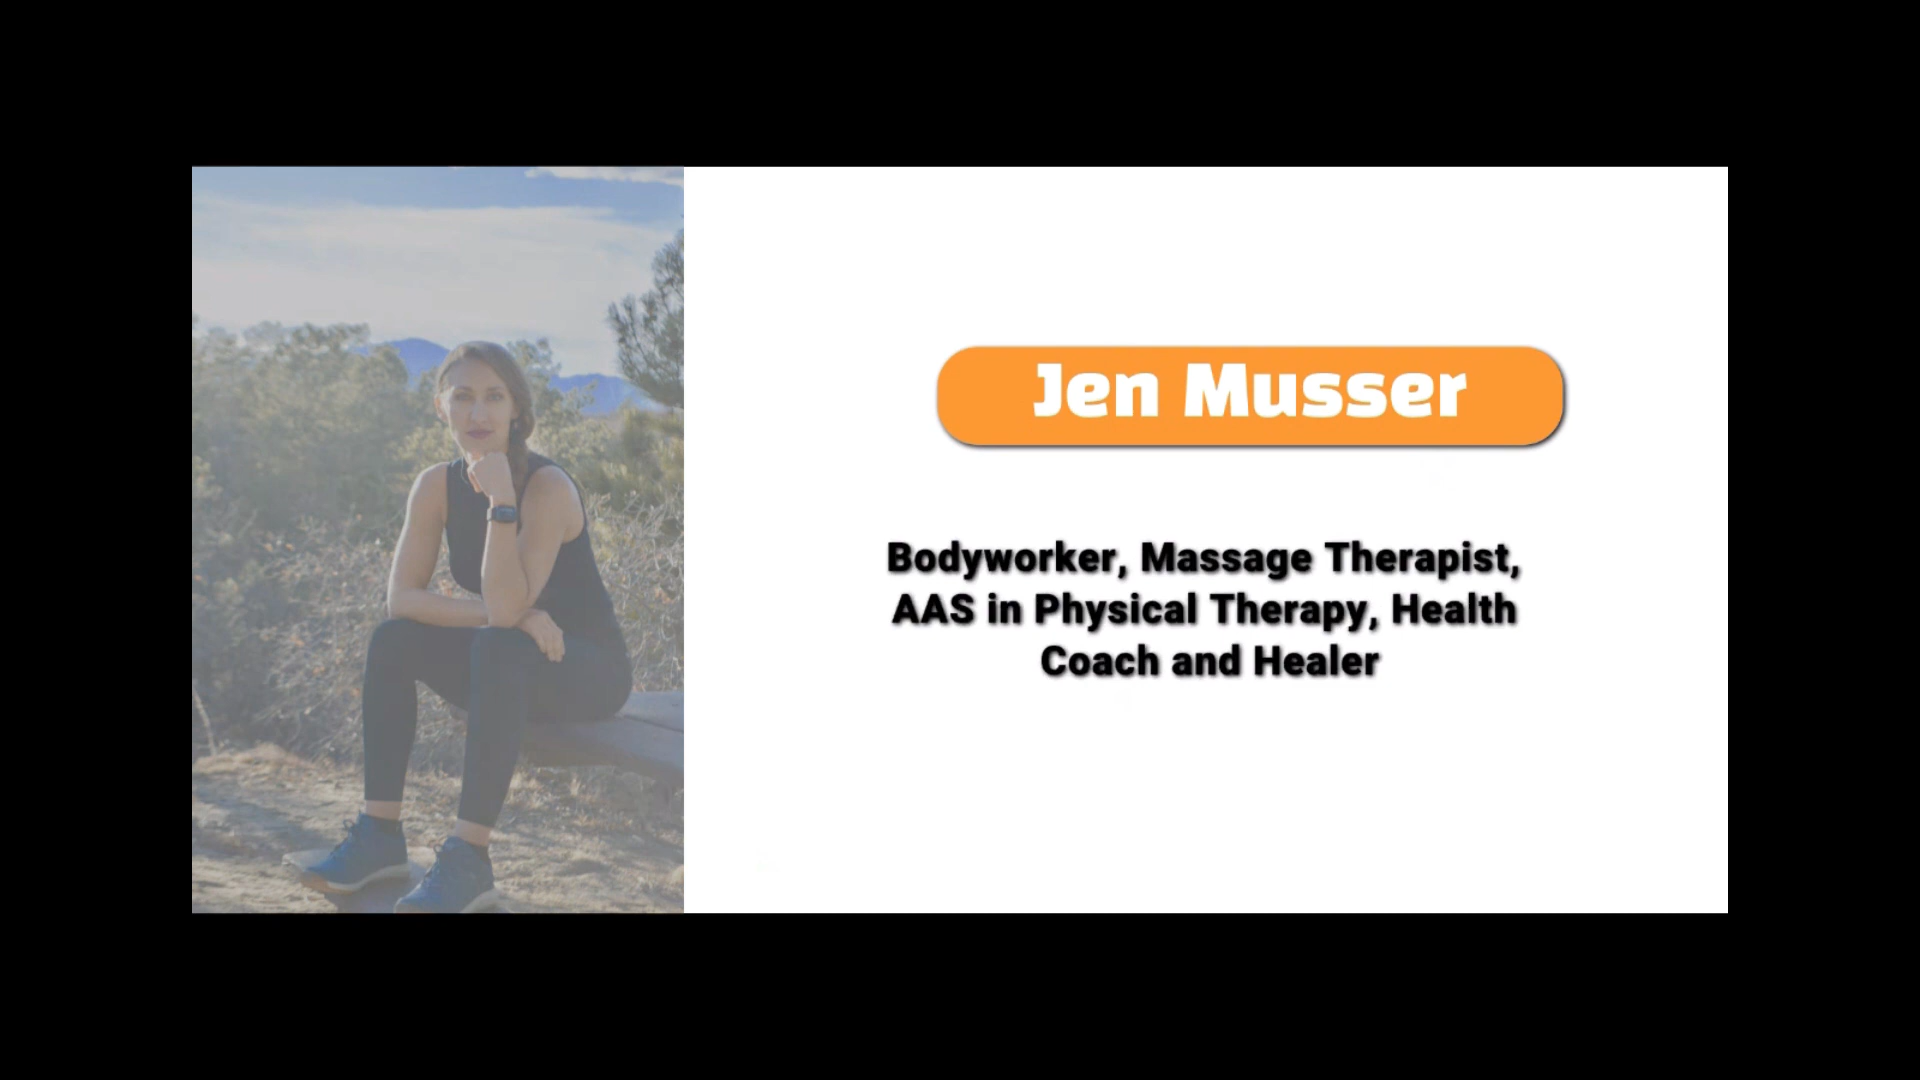 Jen Musser
Bodyworker, Massage Therapist,
AAS in Physical Therapy, Health
Coach and Healer